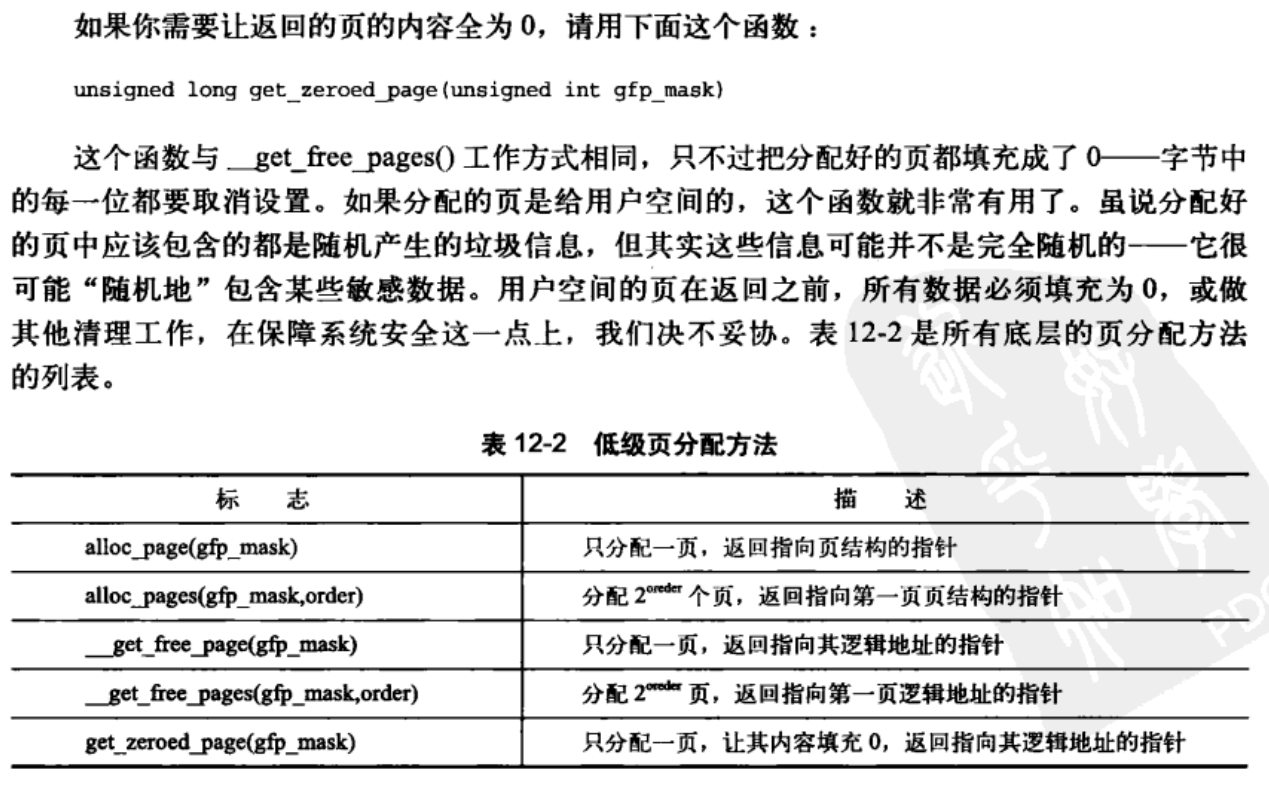 如果你需要让返回的页的内容全为 0，请用下面这个函数：
unsigned long get_zeroed_page(unsigned int gfp_mask)
这个函数与 __get_free_pages() 工作方式相同，只不过把分配好的页都填充成了 0——字节中
的每一位都要取消设置。如果分配的页是给用户空间的，这个函数就非常有用了。虽说分配好
的页中应该包含的都是随机产生的垃圾信息，但其实这些信息可能并不是完全随机的——它很
可能“随机地”包含某些敏感数据。用户空间的页在返回之前，所有数据必须填充为 0，或做
其他清理工作，在保障系统安全这一点上，我们决不妥协。表 12-2 是所有底层的页分配方法
的列表。
表 12-2 低级页分配方法
标 志 描 述
alloc_page(gfp_mask) 只分配一页，返回指向页结构的指针
alloc_pages(gfp_mask,order) 分配 2^oreder 个页，返回指向第一页页结构的指针
__get_free_page(gfp_mask) 只分配一页，返回指向其逻辑地址的指针
__get_free_pages(gfp_mask,order) 分配 2^oreder 页，返回指向第一页逻辑地址的指针
get_zeroed_page(gfp_mask) 只分配一页，让其内容填充 0，返回指向其逻辑地址的指针